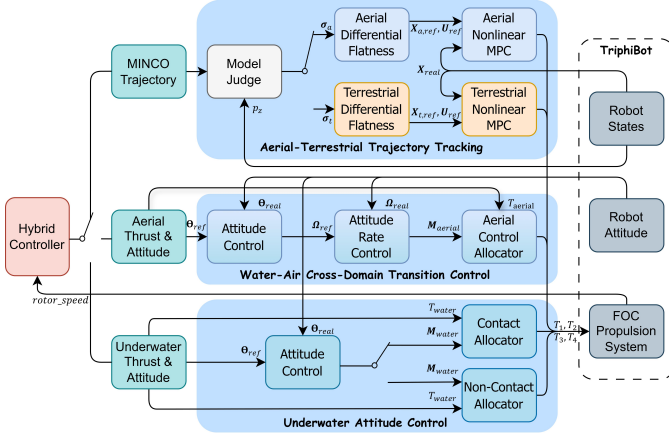 MINCO
Trajectory
Model
Judge
σₐ
Aerial
Differential
Flatness
Xₐ,ref, Uref
Aerial
Nonlinear
MPC
Xreal
p_z
σₜ
Terrestrial
Differential
Flatness
Xₜ,ref, Uref
Terrestrial
Nonlinear
MPC
Aerial-Terrestrial Trajectory Tracking
TriphiBot
Robot
States
Robot
Attitude
FOC
Propulsion
System
Hybrid
Controller
rotor_speed
Aerial
Thrust &
Attitude
Θref
Θreal
Attitude
Control
Ωref
Ωreal
Attitude
Rate
Control
Maerial
Taerial
Aerial
Control
Allocator
Water-Air Cross-Domain Transition Control
Underwater
Thrust &
Attitude
Θref
Θreal
Attitude
Control
Twater
Mwater
Contact
Allocator
Mwater
Twater
Non-Contact
Allocator
T₁, T₂
T₃, T₄
Underwater Attitude Control